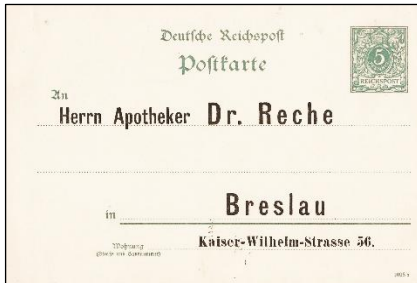 Deutsche Reichspost
Postkarte
5
REICHSPOST
An
Herrn Apotheker Dr. Reche
in Breslau
Wohnung Kaiser-Wilhelm-Strasse 56.